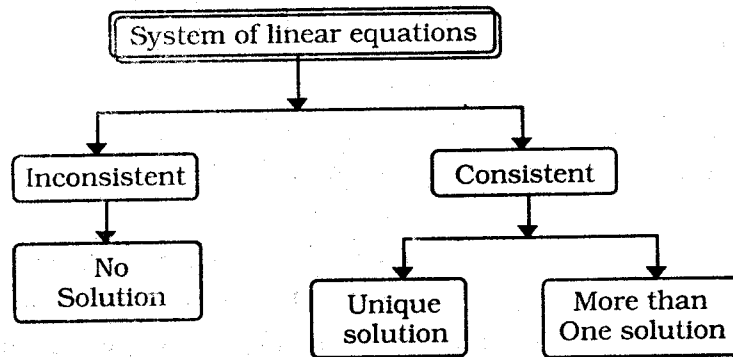 System of linear equations
Inconsistent
Consistent
No
Solution
Unique
solution
More than
One solution